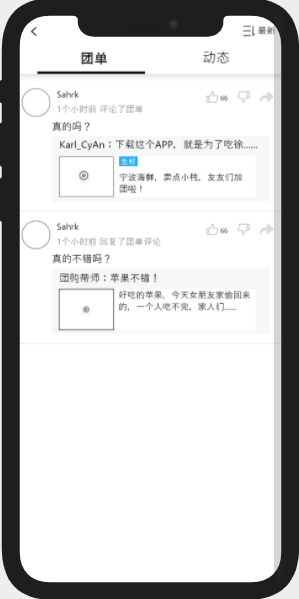 最新
团单 动态
Sahrk
66
1个小时前 评论了团单
真的吗？
Karl_CyAn：下载这个APP，就是为了吃徐......
生鲜
宁波海鲜，卖点小钱，友友们加
团啦！
Sahrk
66
1个小时前 回复了团单评论
真的不错吗？
团购蒂师：苹果不错！
好吃的苹果，今天女朋友家偷回来
的，一个人吃不完，家人们......